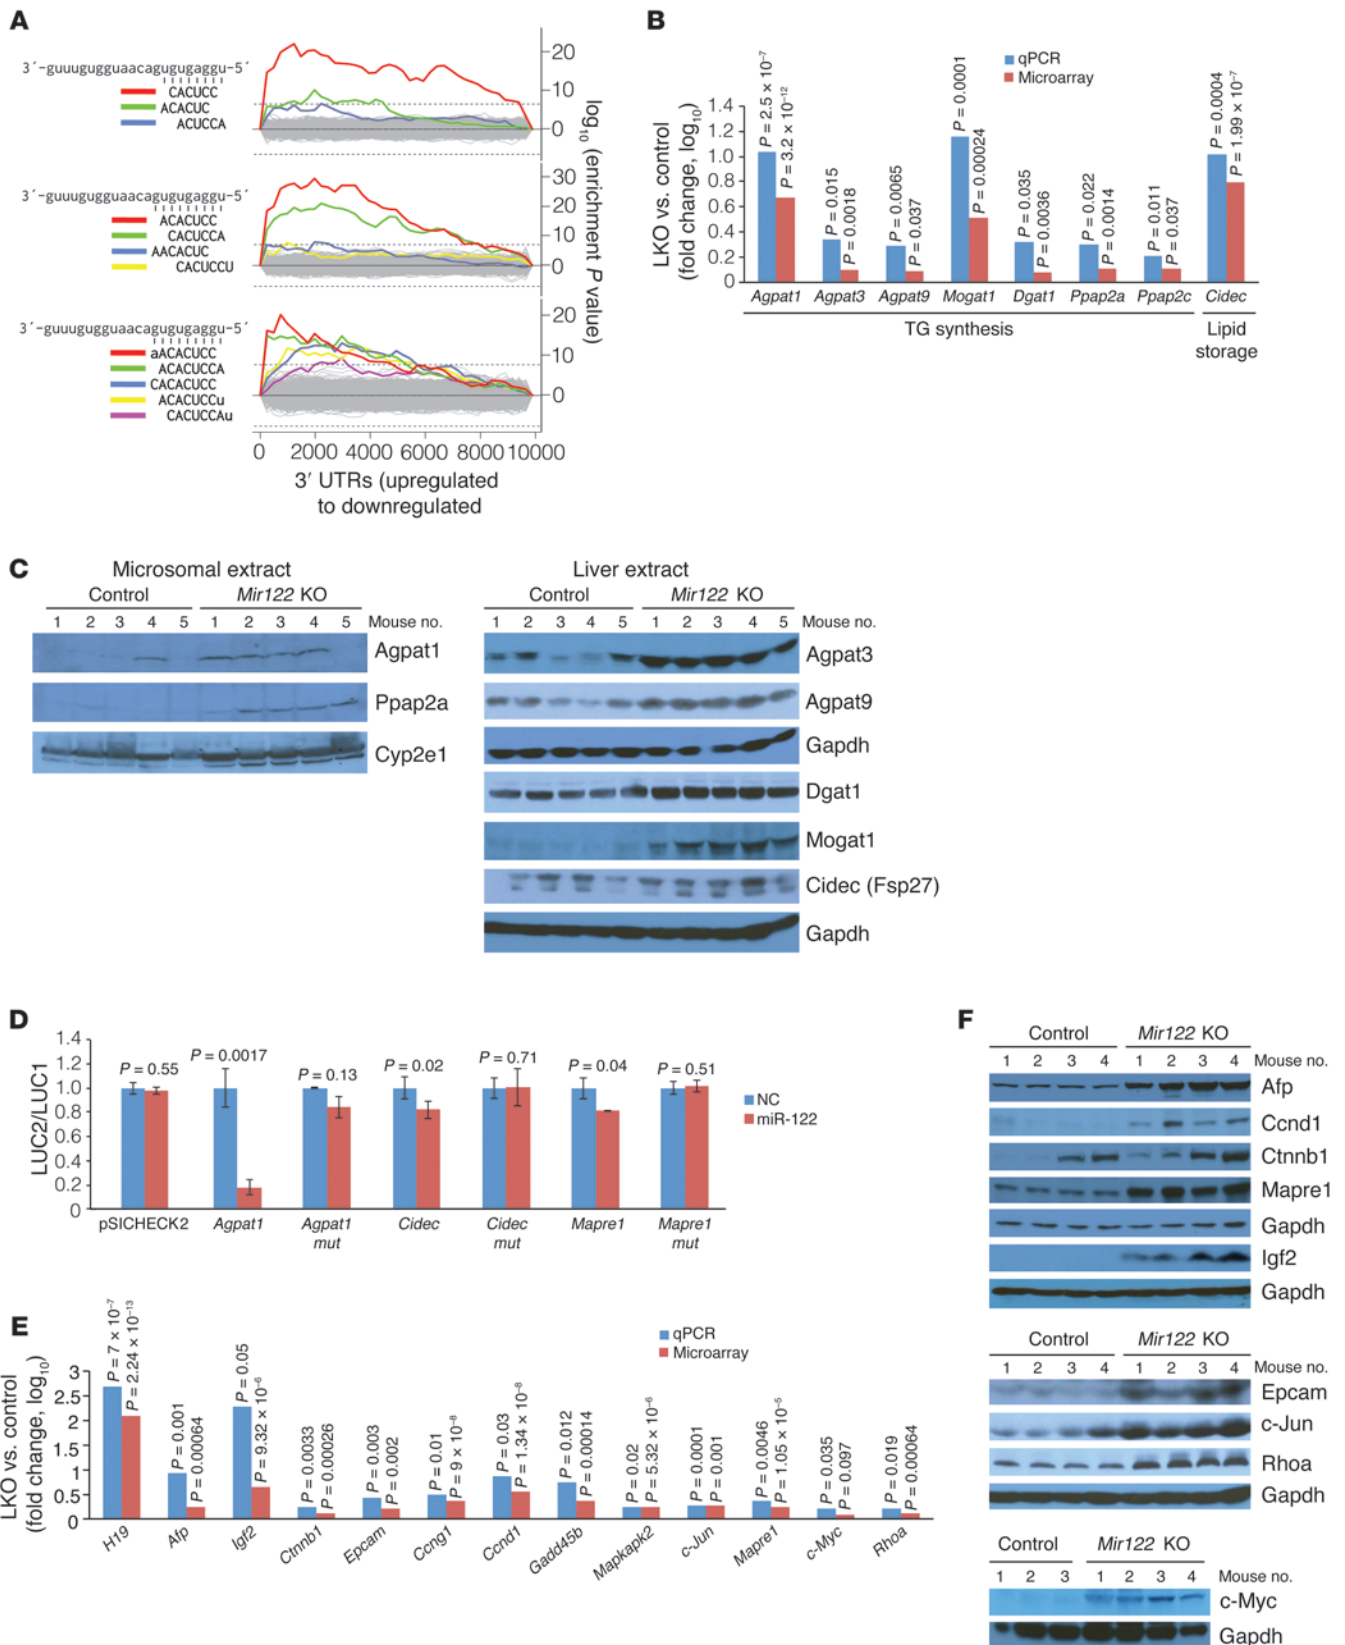 A
3´-guuugugguaacagugugaggu-5´
CACUCC
ACACUC
ACUCCA
20
10
0
3´-guuugugguaacagugugaggu-5´
ACACUCC
CACUCCA
AACACUC
CACUCCU
30
20
10
0
3´-guuugugguaacagugugaggu-5´
aACACUCC
ACACUCCA
CACACUCC
ACACUCCu
CACUCCAu
20
10
0
log10 (enrichment P value)
0 2000 4000 6000 8000 10000
3′ UTRs (upregulated
to downregulated
B
qPCR
Microarray
LKO vs. control
(fold change, log10)
1.4
1.2
1.0
0.8
0.6
0.4
0.2
0
P = 2.5 × 10⁻⁷
P = 3.2 × 10⁻¹²
P = 0.015
P = 0.0018
P = 0.0065
P = 0.037
P = 0.0001
P = 0.00024
P = 0.035
P = 0.0036
P = 0.022
P = 0.0014
P = 0.011
P = 0.037
P = 0.0004
P = 1.99 × 10⁻⁷
Agpat1 Agpat3 Agpat9 Mogat1 Dgat1 Ppap2a Ppap2c Cidec
TG synthesis
Lipid
storage
C
Microsomal extract
Control Mir122 KO
1 2 3 4 5 1 2 3 4 5 Mouse no.
Agpat1
Ppap2a
Cyp2e1
Liver extract
Control Mir122 KO
1 2 3 4 5 1 2 3 4 5 Mouse no.
Agpat3
Agpat9
Gapdh
Dgat1
Mogat1
Cidec (Fsp27)
Gapdh
D
LUC2/LUC1
1.4
1.2
1.0
0.8
0.6
0.4
0.2
0
P = 0.55
P = 0.0017
P = 0.13
P = 0.02
P = 0.71
P = 0.04
P = 0.51
NC
miR-122
pSICHECK2 Agpat1 Agpat1 Cidec Cidec Mapre1 Mapre1
mut mut mut
E
qPCR
Microarray
LKO vs. control
(fold change, log10)
3
2.5
2
1.5
1
0.5
0
P = 7 × 10⁻⁷
P = 2.24 × 10⁻¹³
P = 0.001
P = 0.00064
P = 0.05
P = 9.32 × 10⁻⁶
P = 0.0033
P = 0.00026
P = 0.003
P = 0.002
P = 0.01
P = 9 × 10⁻⁸
P = 0.03
P = 1.34 × 10⁻⁸
P = 0.012
P = 0.00014
P = 0.02
P = 5.32 × 10⁻⁶
P = 0.0001
P = 0.001
P = 0.0046
P = 1.05 × 10⁻⁵
P = 0.035
P = 0.097
P = 0.019
P = 0.00064
H19 Afp Igf2 Ctnnb1 Epcam Ccng1 Ccnd1 Gadd45b Mapkapk2 c-Jun Mapre1 c-Myc Rhoa
F
Control Mir122 KO
1 2 3 4 1 2 3 4 Mouse no.
Afp
Ccnd1
Ctnnb1
Mapre1
Gapdh
Igf2
Gapdh
Control Mir122 KO
1 2 3 4 1 2 3 4 Mouse no.
Epcam
c-Jun
Rhoa
Gapdh
Control Mir122 KO
1 2 3 1 2 3 4 Mouse no.
c-Myc
Gapdh